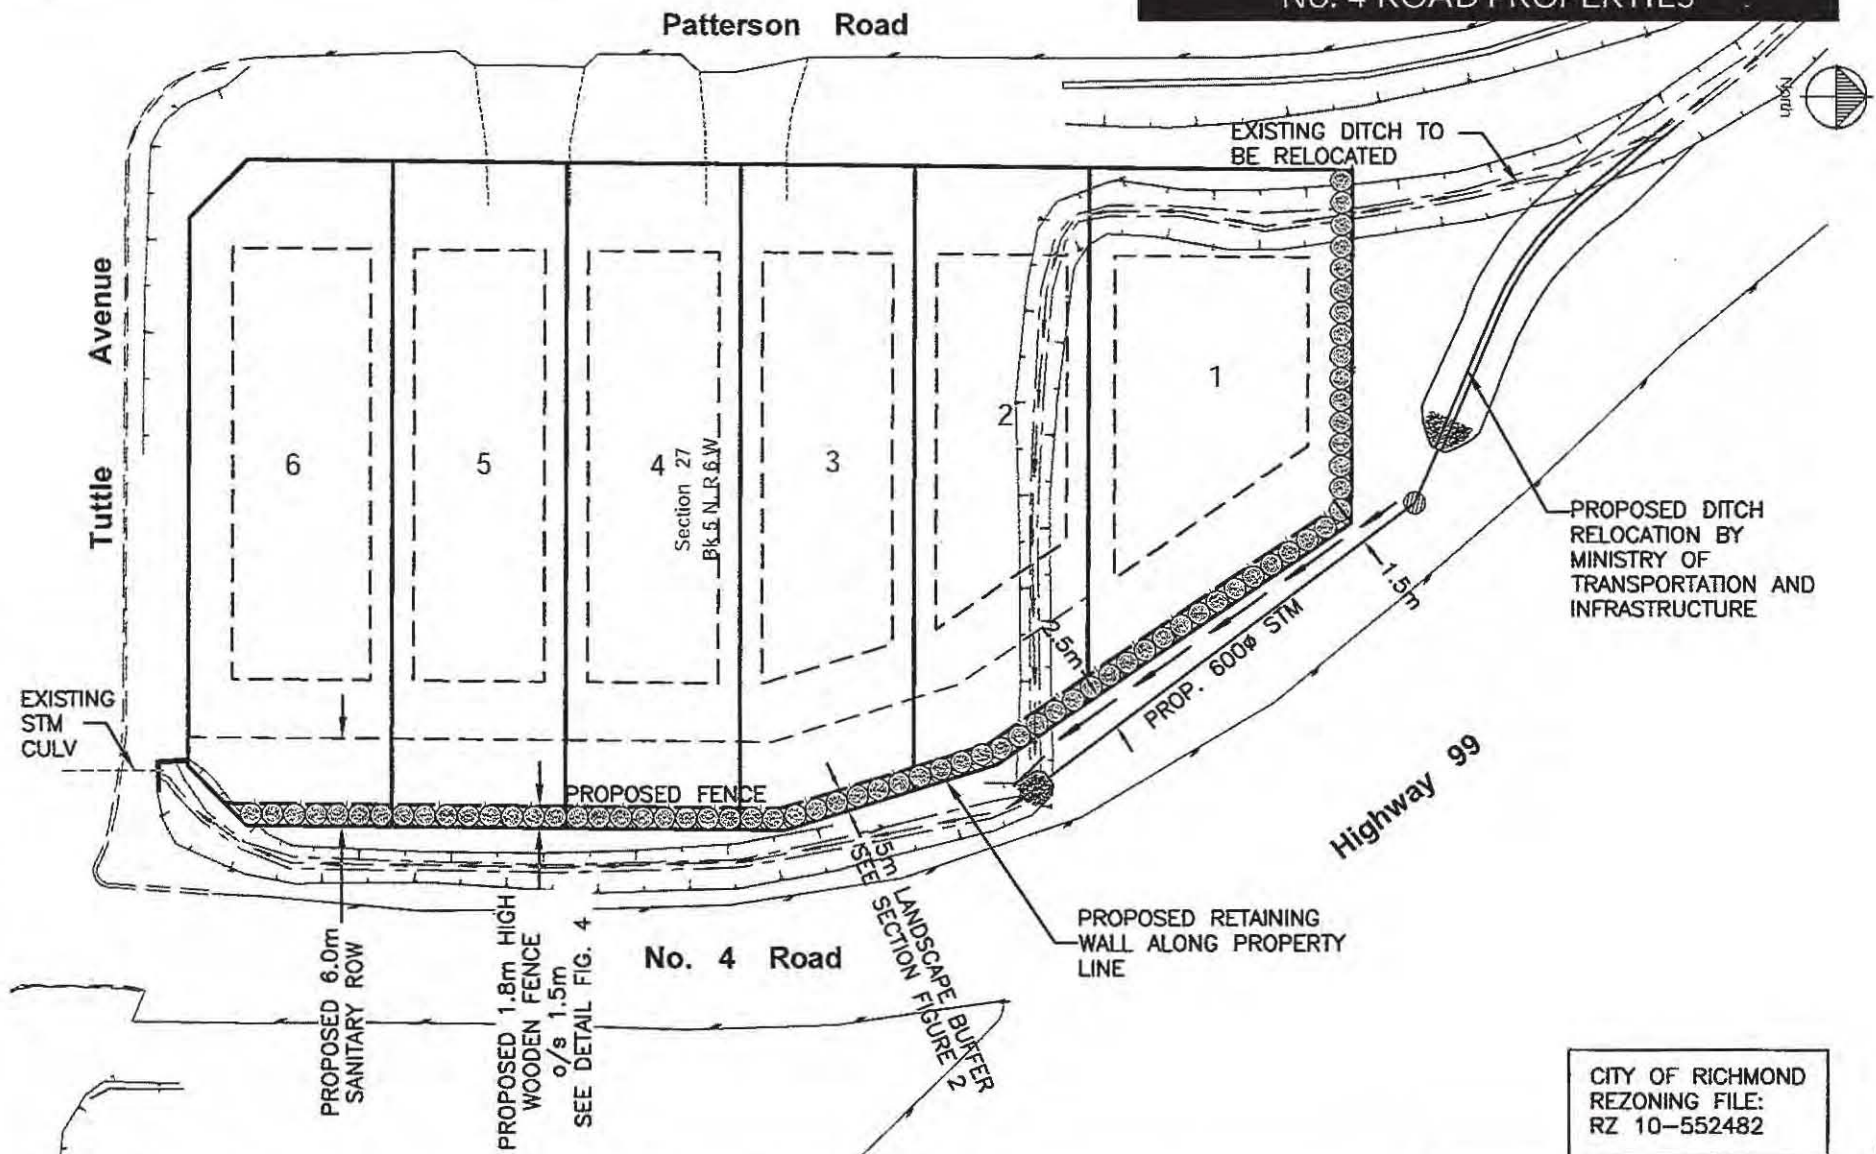 No. 4 ROAD PROPERTIES
Patterson Road
North
EXISTING DITCH TO
BE RELOCATED
Tuttle Avenue
6
5
4
Section 27
Bk.5 N.R.6 W
3
2
1
PROPOSED DITCH
RELOCATION BY
MINISTRY OF
TRANSPORTATION AND
INFRASTRUCTURE
1.5m
2.5m
PROP. 600ø STM
EXISTING
STM
CULV
PROPOSED FENCE
Highway 99
.5m LANDSCAPE BUFFER
SEE SECTION FIGURE 2
PROPOSED RETAINING
WALL ALONG PROPERTY
LINE
No. 4 Road
PROPOSED 6.0m
SANITARY ROW
PROPOSED 1.8m HIGH
WOODEN FENCE
o/s 1.5m
SEE DETAIL FIG. 4
CITY OF RICHMOND
REZONING FILE:
RZ 10-552482